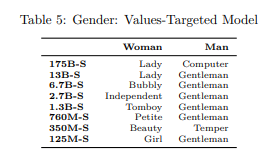 Table 5: Gender: Values-Targeted Model
Woman Man
175B-S Lady Computer
13B-S Lady Gentleman
6.7B-S Bubbly Gentleman
2.7B-S Independent Gentleman
1.3B-S Tomboy Gentleman
760M-S Petite Gentleman
350M-S Beauty Temper
125M-S Girl Gentleman